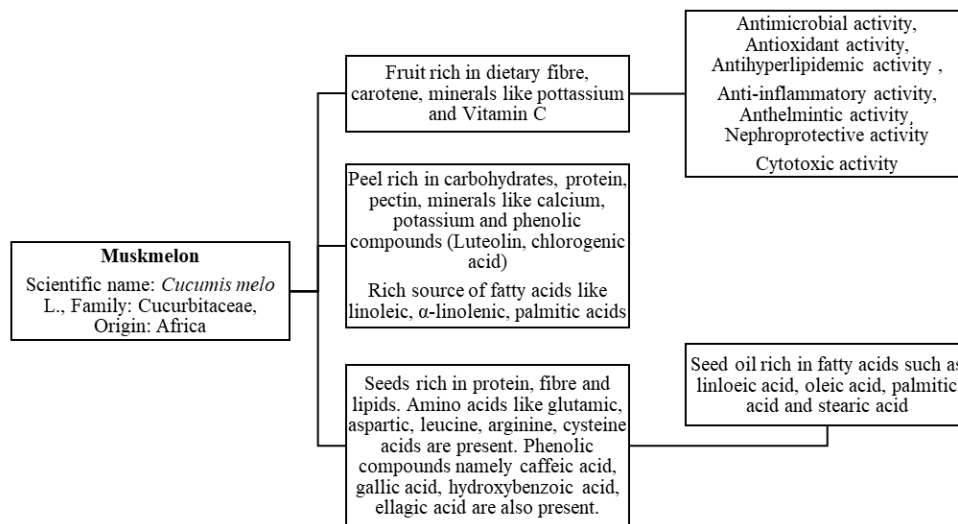 Muskmelon
Scientific name: Cucumis melo
L., Family: Cucurbitaceae,
Origin: Africa
Fruit rich in dietary fibre,
carotene, minerals like pottassium
and Vitamin C
Antimicrobial activity,
Antioxidant activity,
Antihyperlipidemic activity ,
Anti-inflammatory activity,
Anthelmintic activity,
Nephroprotective activity
Cytotoxic activity
Peel rich in carbohydrates, protein,
pectin, minerals like calcium,
potassium and phenolic
compounds (Luteolin, chlorogenic
acid)
Rich source of fatty acids like
linoleic, α-linolenic, palmitic acids
Seeds rich in protein, fibre and
lipids. Amino acids like glutamic,
aspartic, leucine, arginine, cysteine
acids are present. Phenolic
compounds namely caffeic acid,
gallic acid, hydroxybenzoic acid,
ellagic acid are also present.
Seed oil rich in fatty acids such as
linloeic acid, oleic acid, palmitic
acid and stearic acid